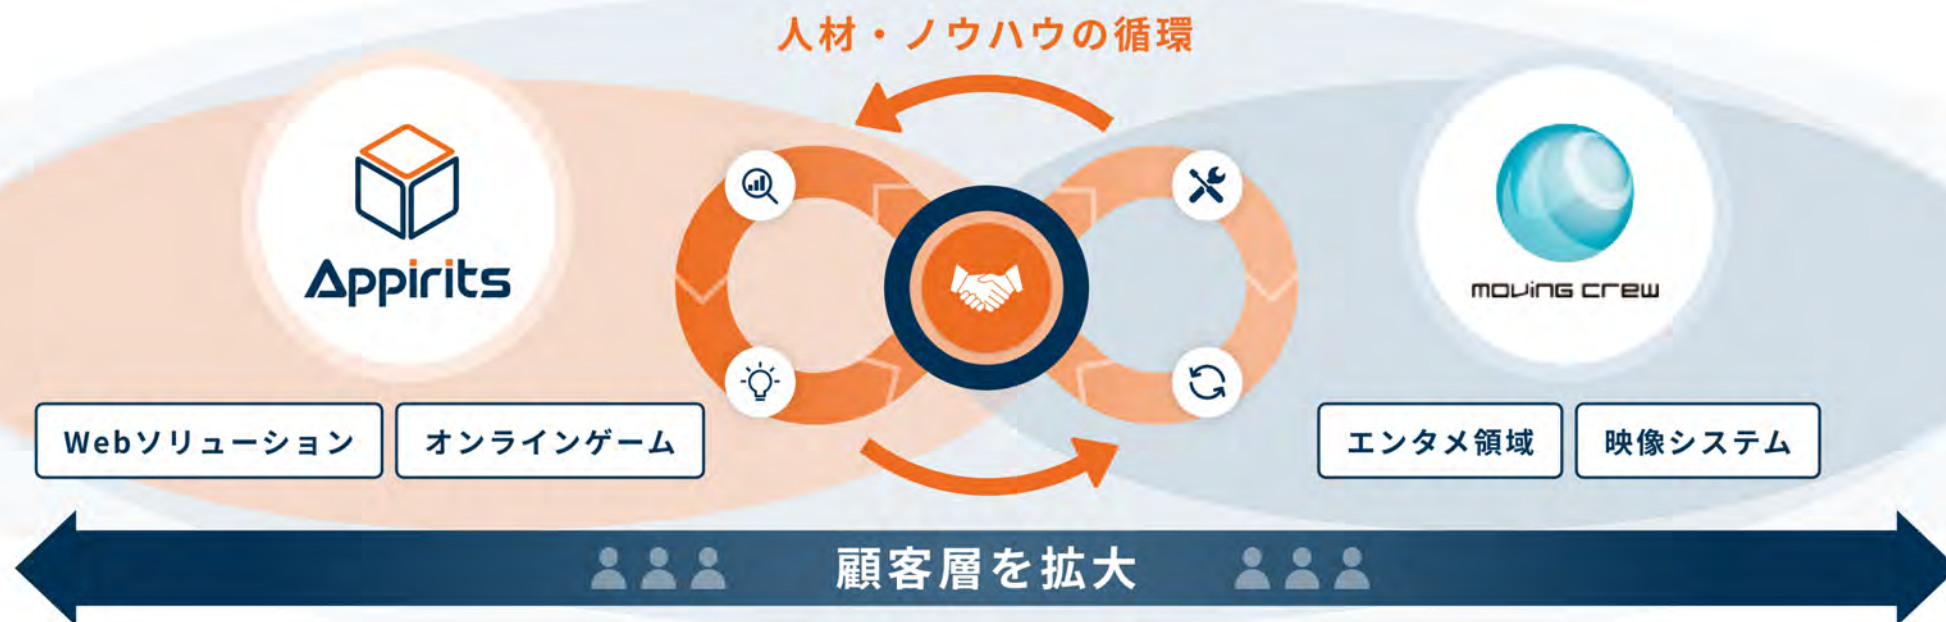 人材・ノウハウの循環
Appirits
moving crew
Webソリューション
オンラインゲーム
エンタメ領域
映像システム
顧客層を拡大